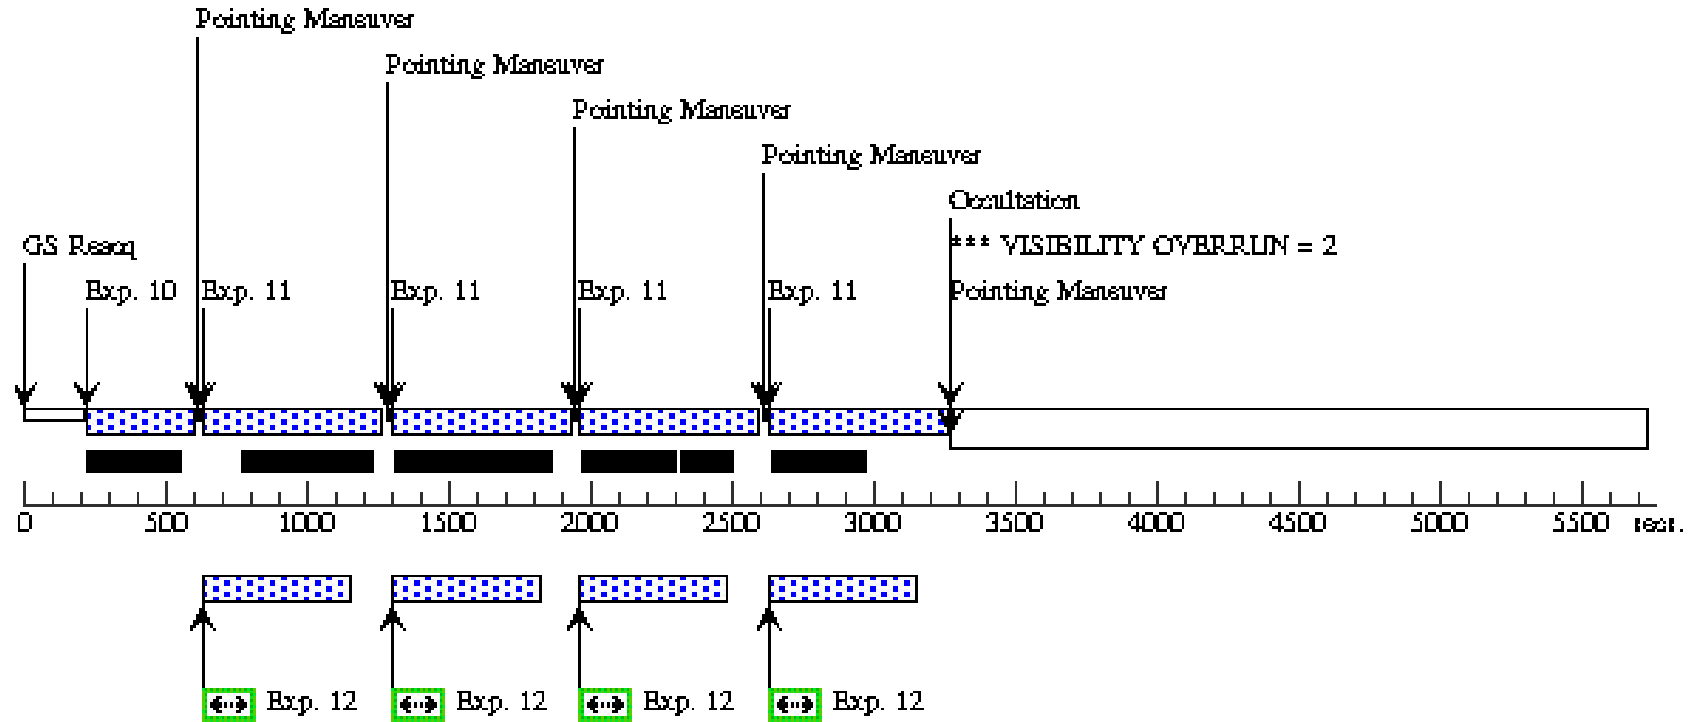 Pointing Maneuver
Pointing Maneuver
Pointing Maneuver
Pointing Maneuver
Occultation
GS Reacq
*** VISIBILITY OVERRUN = 2
Exp. 10 Exp. 11 Exp. 11 Exp. 11 Exp. 11 Pointing Maneuver
0 500 1000 1500 2000 2500 3000 3500 4000 4500 5000 5500 secs.
Exp. 12 Exp. 12 Exp. 12 Exp. 12